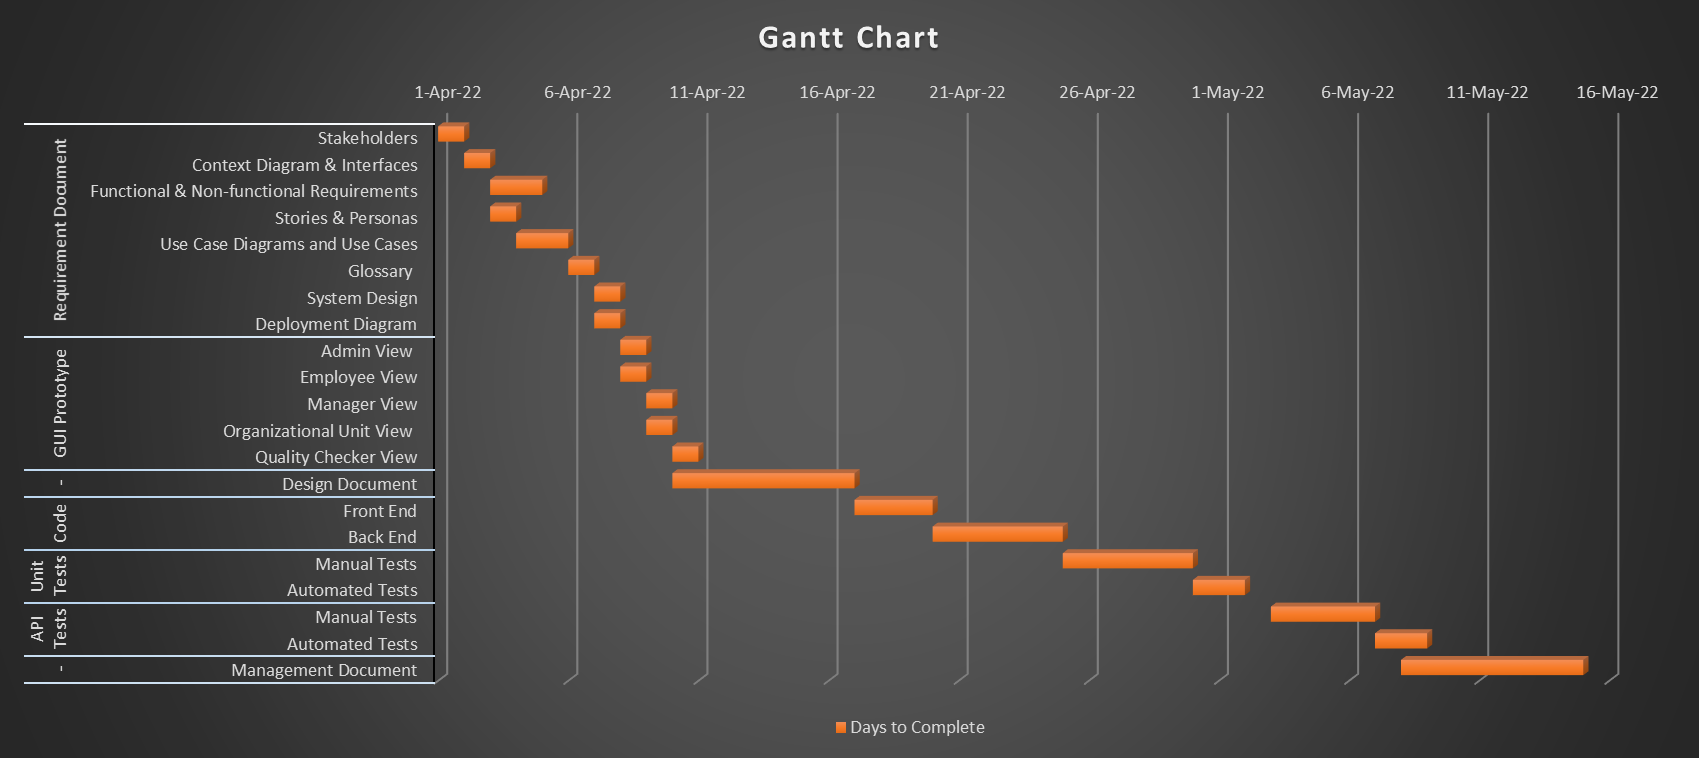 Gantt Chart
1-Apr-22 6-Apr-22 11-Apr-22 16-Apr-22 21-Apr-22 26-Apr-22 1-May-22 6-May-22 11-May-22 16-May-22
Requirement Document
Stakeholders
Context Diagram & Interfaces
Functional & Non-functional Requirements
Stories & Personas
Use Case Diagrams and Use Cases
Glossary
System Design
Deployment Diagram
GUI Prototype
Admin View
Employee View
Manager View
Organizational Unit View
Quality Checker View
-
Design Document
Code
Front End
Back End
Unit
Tests
Manual Tests
Automated Tests
API
Tests
Manual Tests
Automated Tests
-
Management Document
Days to Complete